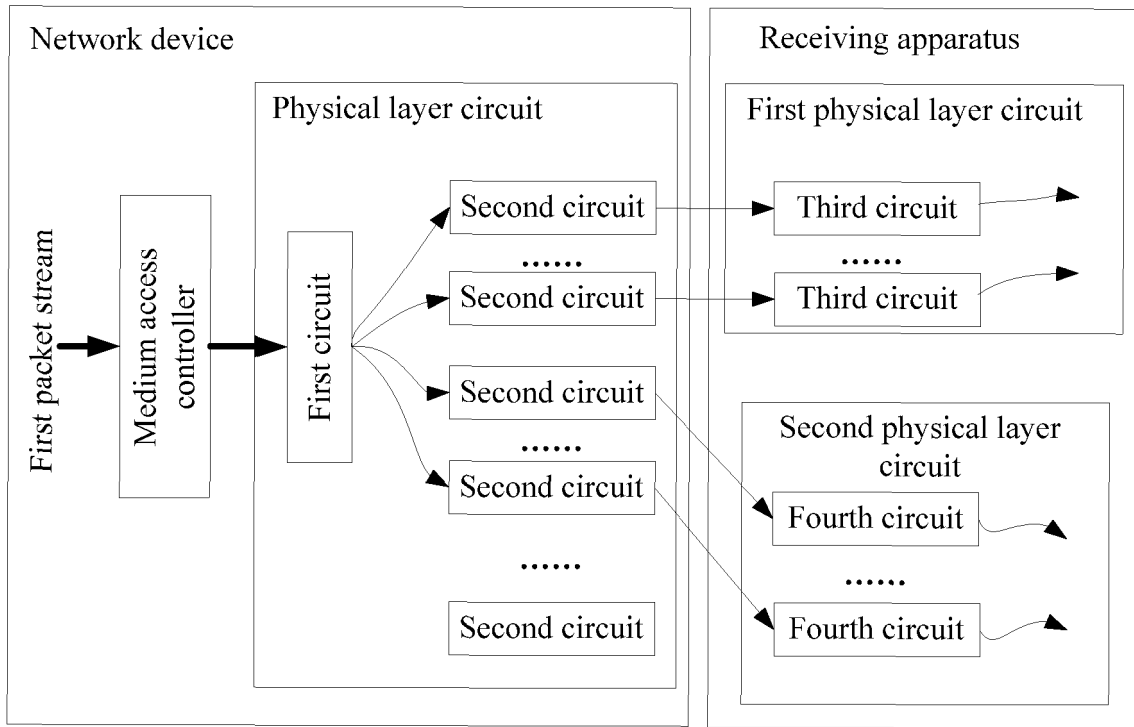 Network device
Receiving apparatus
Physical layer circuit
First physical layer circuit
First packet stream
Medium access
controller
First circuit
Second circuit
......
Second circuit
Second circuit
......
Second circuit
......
Second circuit
Third circuit
......
Third circuit
Second physical layer
circuit
Fourth circuit
......
Fourth circuit